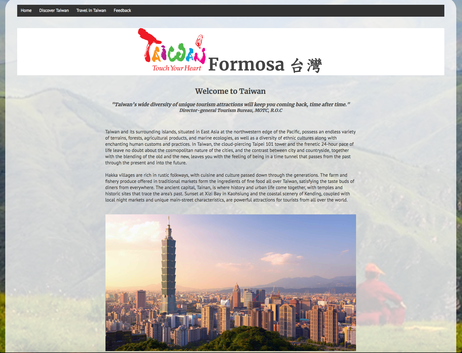 Home Discover Taiwan Travel in Taiwan Feedback
TAIWAN
Touch Your Heart
Formosa 台灣
Welcome to Taiwan
"Taiwan's wide diversity of unique tourism attractions will keep you coming back, time after time."
Director-general Tourism Bureau, MOTC, R.O.C
Taiwan and its surrounding islands, situated in East Asia at the northwestern edge of the Pacific, possess an endless variety
of terrains, forests, agricultural products, and marine ecologies, as well as a diversity of ethnic cultures along with
enchanting human customs and practices. In Taiwan, the cloud-piercing Taipei 101 tower and the frenetic 24-hour pace of
life leave no doubt about the cosmopolitan nature of the cities, and the contrast between city and countryside, together
with the blending of the old and the new, leaves you with the feeling of being in a time tunnel that passes from the past
through the present and into the future.
Hakka villages are rich in rustic folkways, with cuisine and culture passed down through the generations. The farm and
fishery produce offered in traditional markets form the ingredients of fine food all over Taiwan, satisfying the taste buds of
diners from everywhere. The ancient capital, Tainan, is where history and urban life come together, with temples and
historic sites that trace the area's past. Sunset at Xizi Bay in Kaohsiung and the coastal scenery of Kending, coupled with
local night markets and unique main-street characteristics, are powerful attractions for tourists from all over the world.